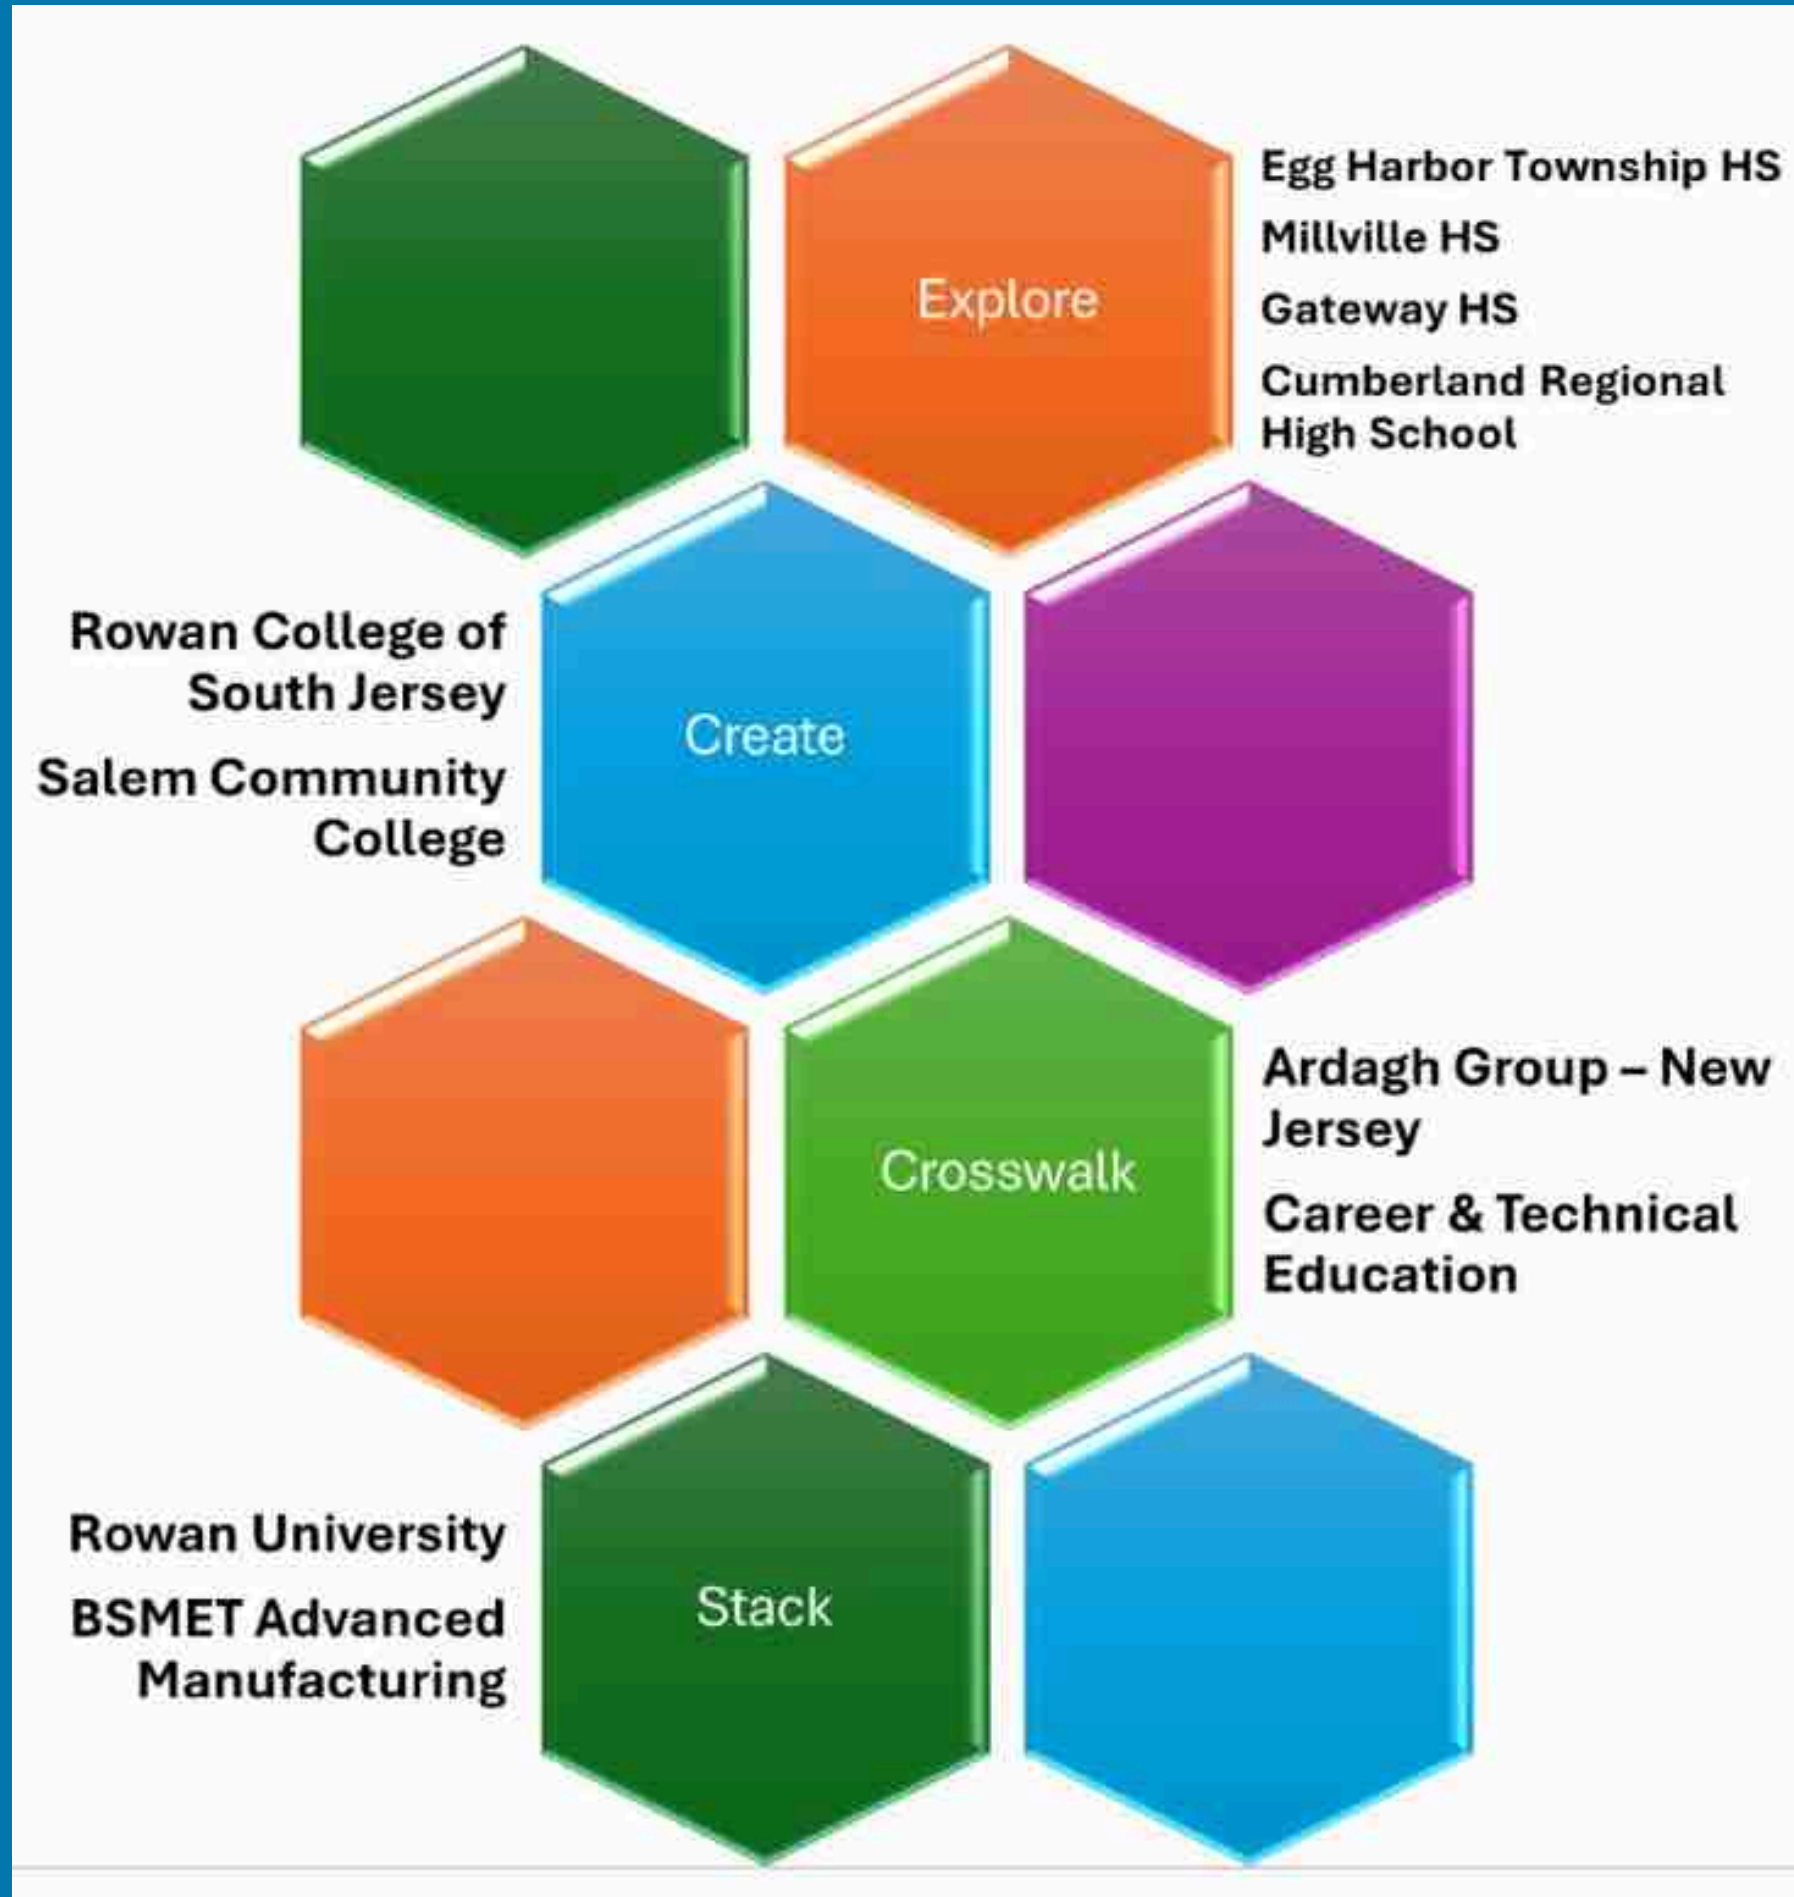 Explore
Egg Harbor Township HS
Millville HS
Gateway HS
Cumberland Regional
High School
Rowan College of
South Jersey
Salem Community
College
Create
Crosswalk
Ardagh Group – New
Jersey
Career & Technical
Education
Rowan University
BSMET Advanced
Manufacturing
Stack